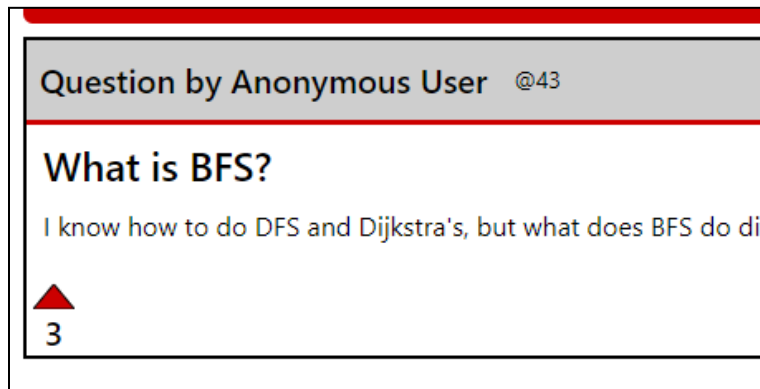 Question by Anonymous User @43
What is BFS?
I know how to do DFS and Dijkstra's, but what does BFS do di
3